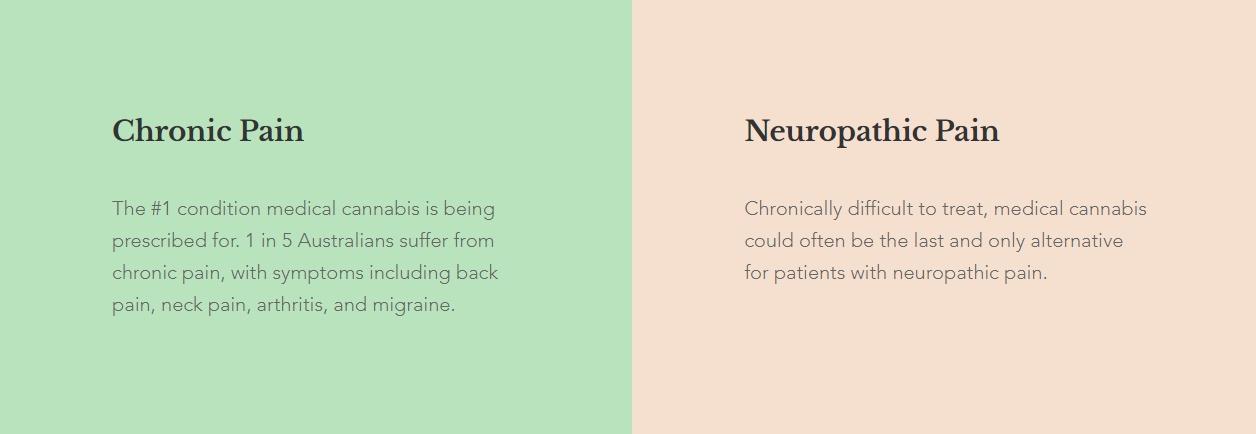 Chronic Pain
The #1 condition medical cannabis is being
prescribed for. 1 in 5 Australians suffer from
chronic pain, with symptoms including back
pain, neck pain, arthritis, and migraine.
Neuropathic Pain
Chronically difficult to treat, medical cannabis
could often be the last and only alternative
for patients with neuropathic pain.